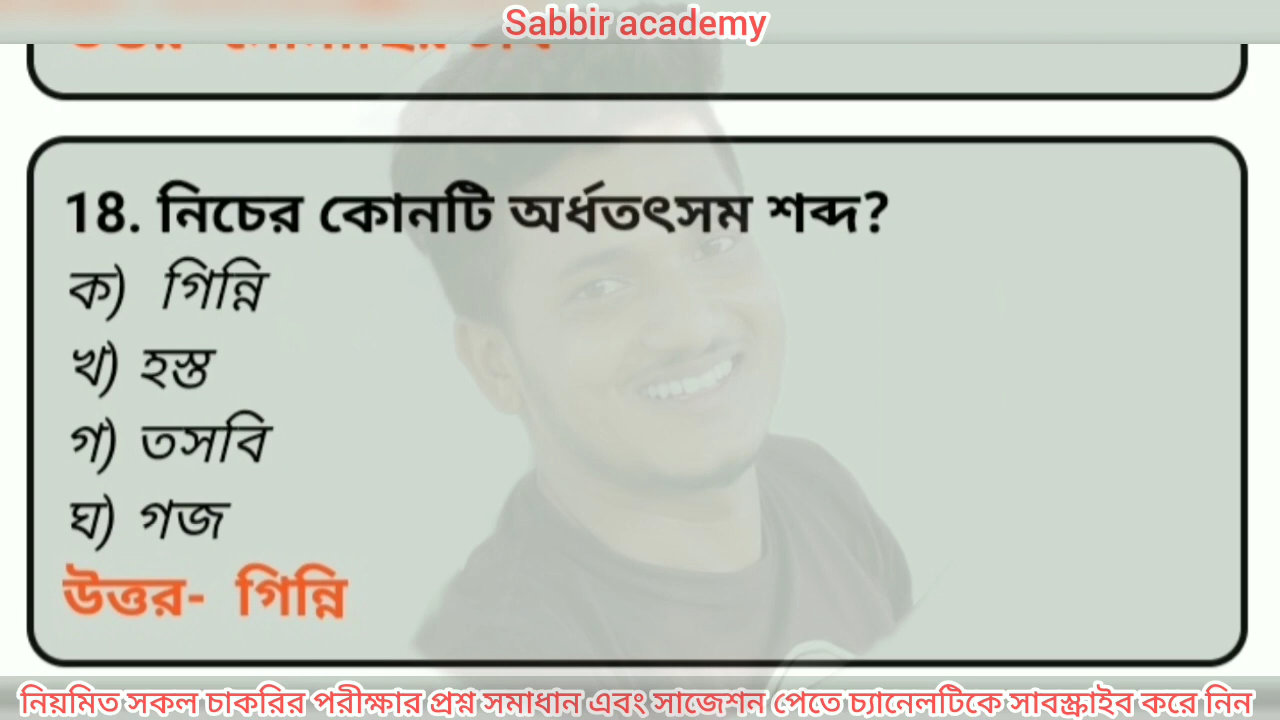 Sabbir academy
18. নিচের কোনটি অর্ধতৎসম শব্দ?
ক) গিন্নি
খ) হস্ত
গ) তসবি
ঘ) গজ
উত্তর- গিন্নি
নিয়মিত সকল চাকরির পরীক্ষার প্রশ্ন সমাধান এবং সাজেশন পেতে চ্যানেলটিকে সাবস্ক্রাইব করে নিন